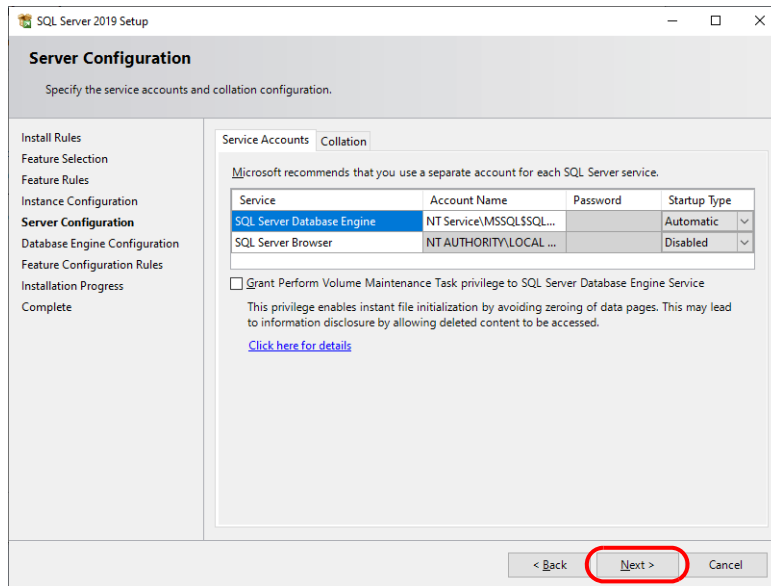 SQL Server 2019 Setup
Server Configuration
Specify the service accounts and collation configuration.
Install Rules
Feature Selection
Feature Rules
Instance Configuration
Server Configuration
Database Engine Configuration
Feature Configuration Rules
Installation Progress
Complete
Service Accounts Collation
Microsoft recommends that you use a separate account for each SQL Server service.
Service Account Name Password Startup Type
SQL Server Database Engine NT Service\MSSQL$SQL... Automatic
SQL Server Browser NT AUTHORITY\LOCAL ... Disabled
Grant Perform Volume Maintenance Task privilege to SQL Server Database Engine Service
This privilege enables instant file initialization by avoiding zeroing of data pages. This may lead
to information disclosure by allowing deleted content to be accessed.
Click here for details
< Back Next > Cancel